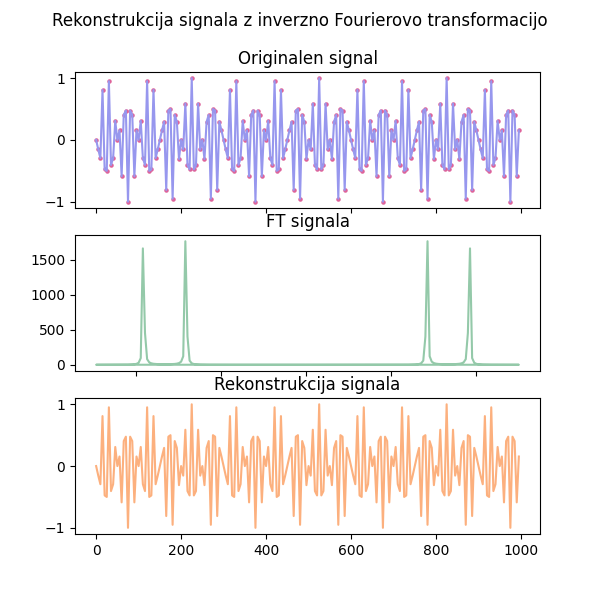 Rekonstrukcija signala z inverzno Fourierovo transformacijo
Originalen signal
1
0
−1
FT signala
1500
1000
500
0
Rekonstrukcija signala
1
0
−1
0 200 400 600 800 1000